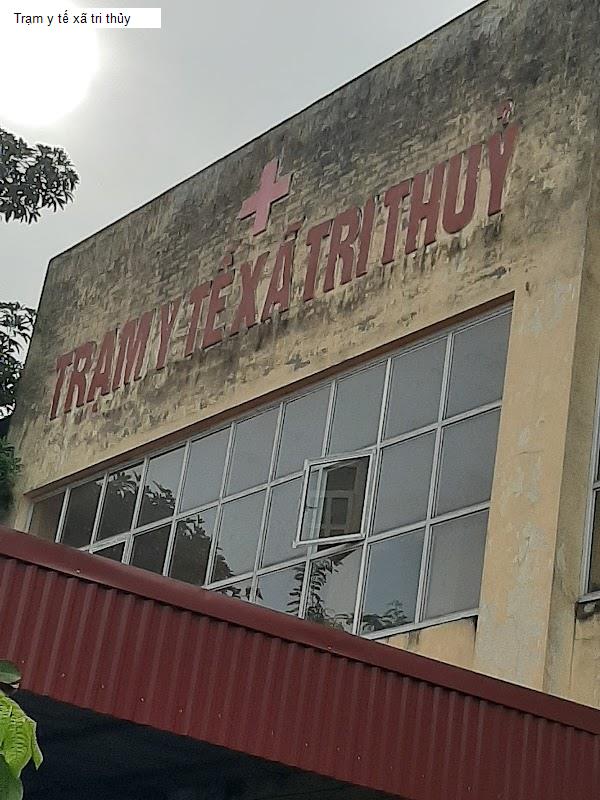 Trạm y tế xã tri thủy
TRẠM Y TẾ XÃ TRI THUỶ